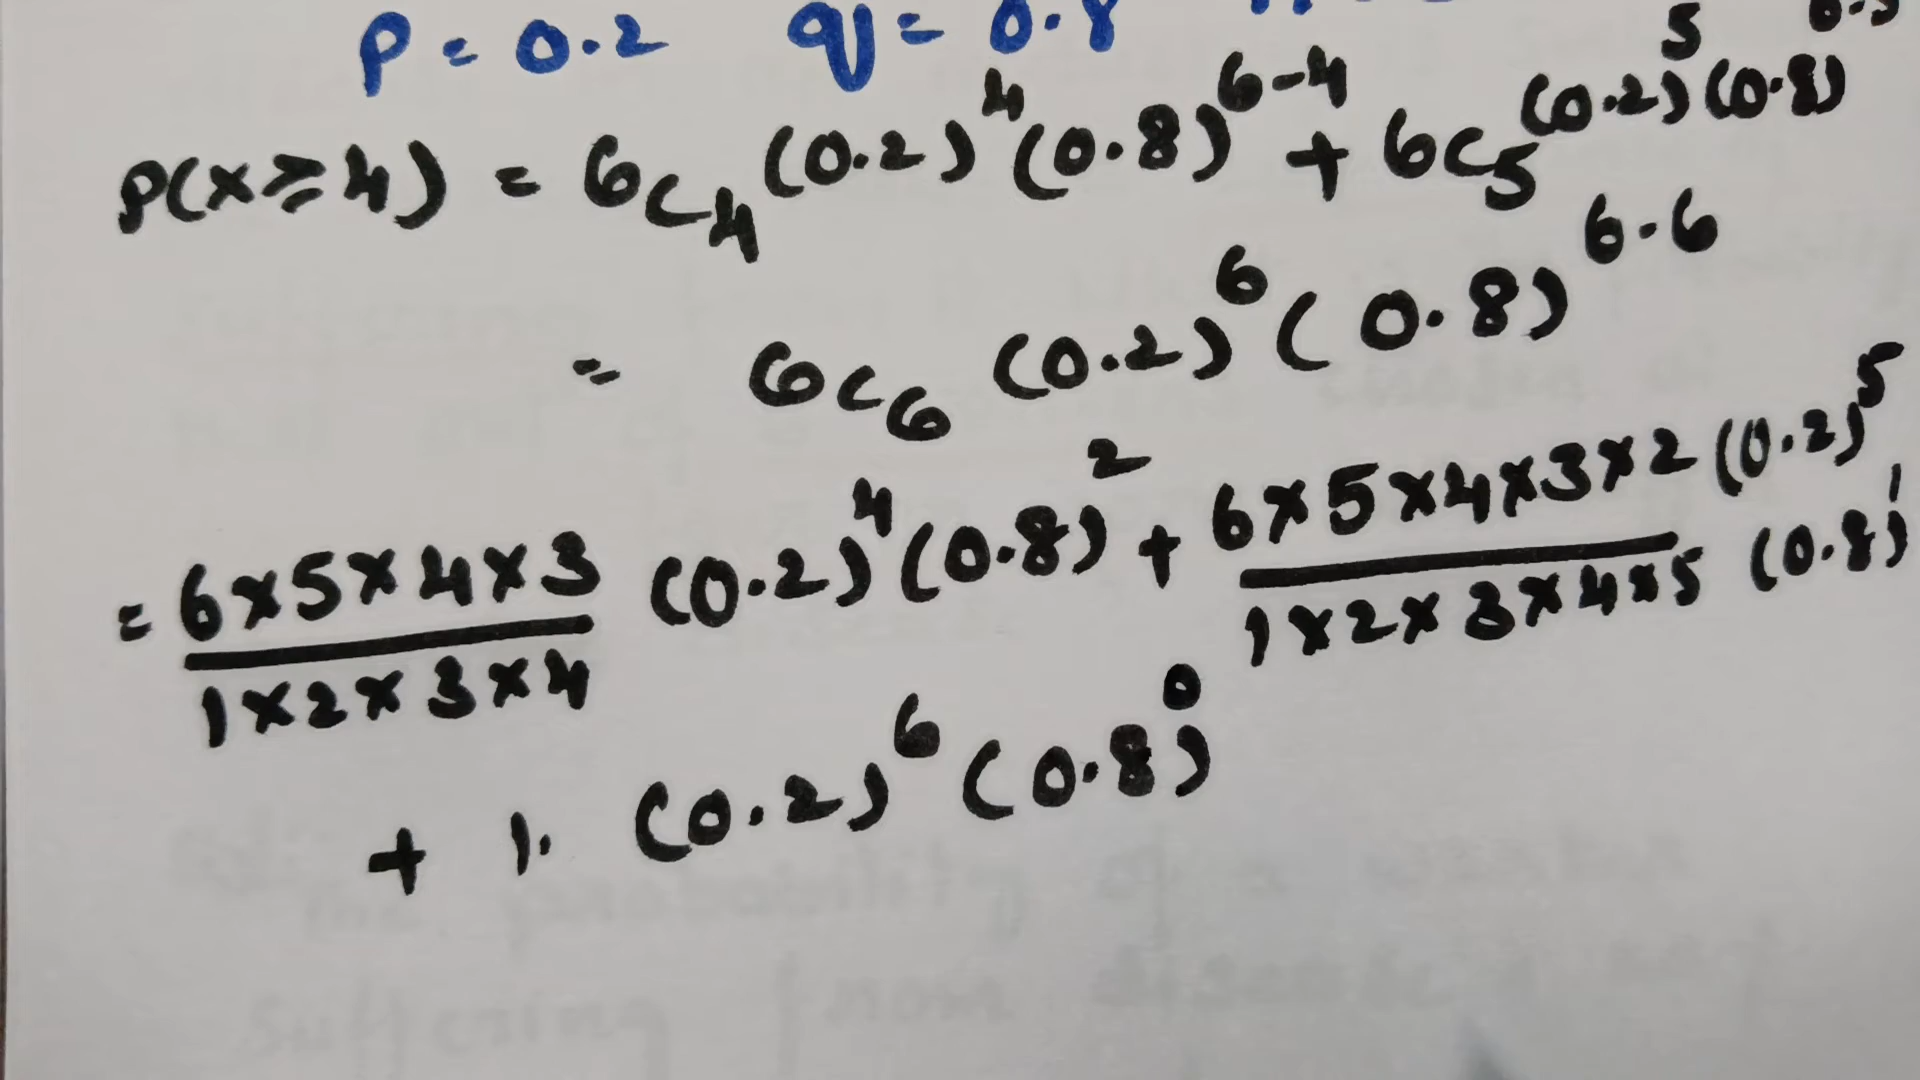 P = 0.2 q = 0.8
P(x≥4) = 6C₄ (0.2)⁴ (0.8)⁶⁻⁴ + 6C₅ (0.2)⁵ (0.8)
= 6C₆ (0.2)⁶ (0.8)⁶⁻⁶
= 6×5×4×3 / 1×2×3×4 (0.2)⁴ (0.8)² + 6×5×4×3×2 / 1×2×3×4×5 (0.2)⁵ (0.8)¹
+ 1. (0.2)⁶ (0.8)⁰